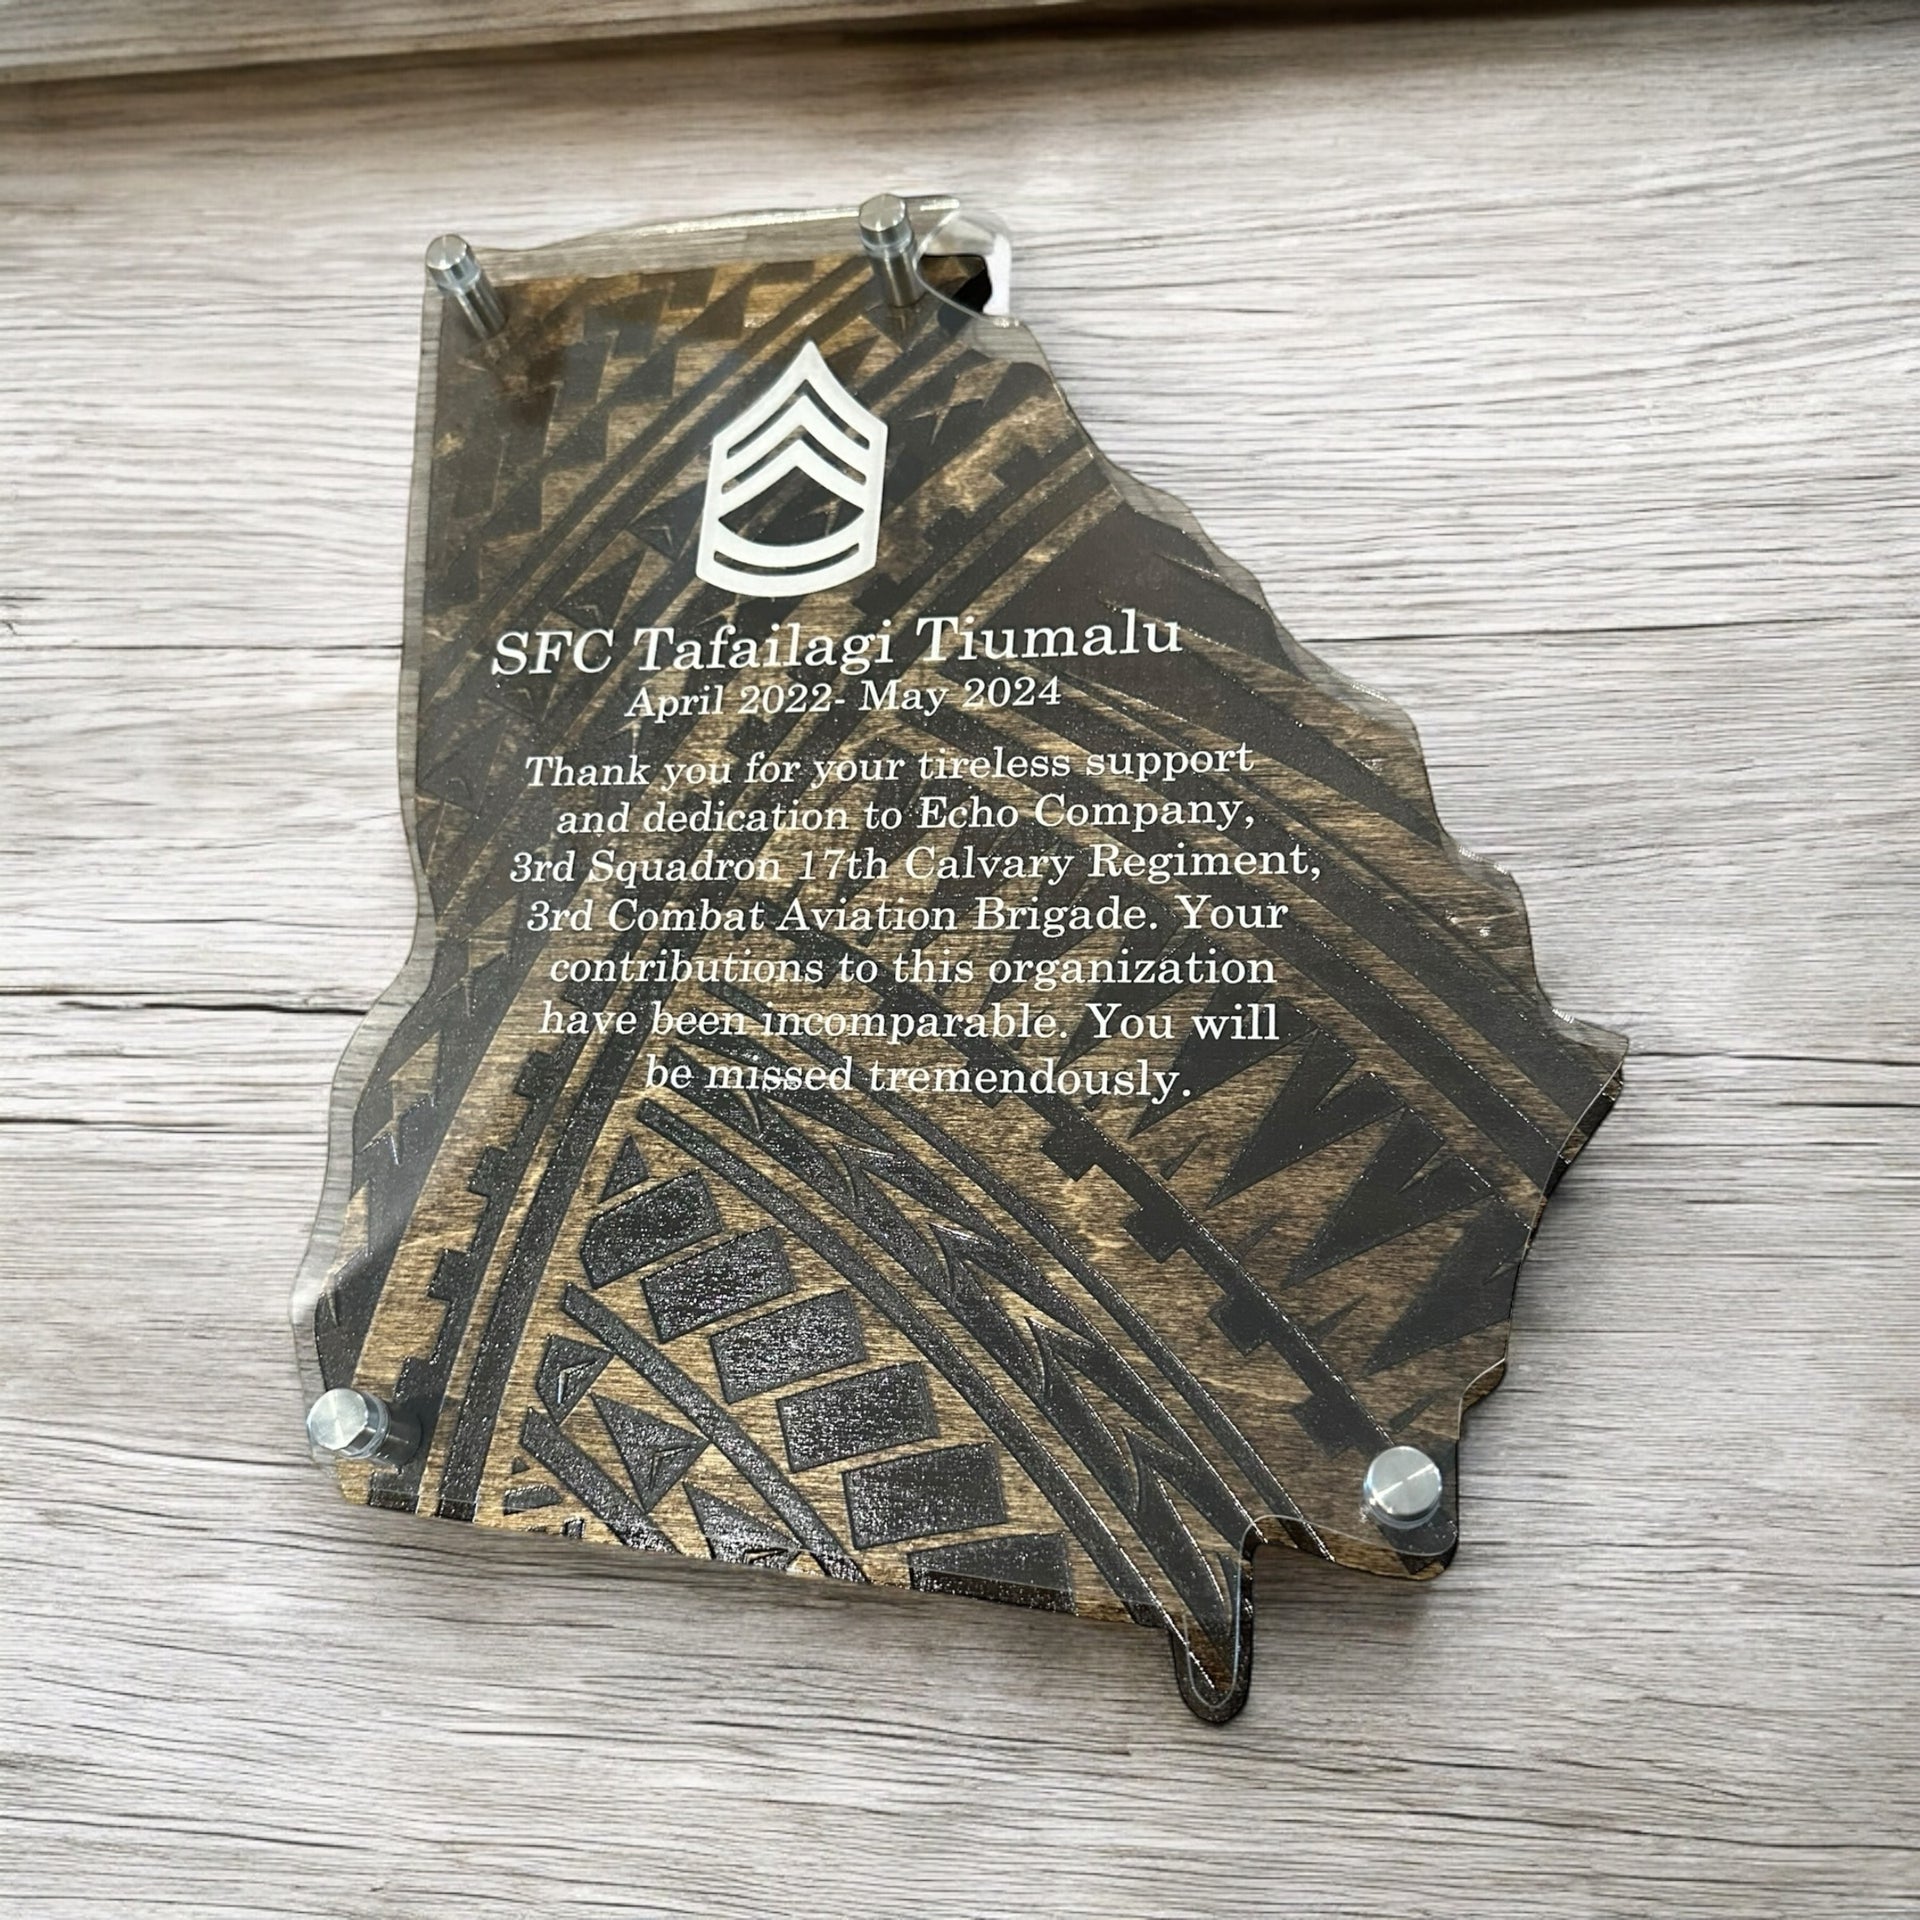 SFC Tafailagi Tiumalu
April 2022- May 2024
Thank you for your tireless support
and dedication to Echo Company,
3rd Squadron 17th Calvary Regiment,
3rd Combat Aviation Brigade. Your
contributions to this organization
have been incomparable. You will
be missed tremendously.